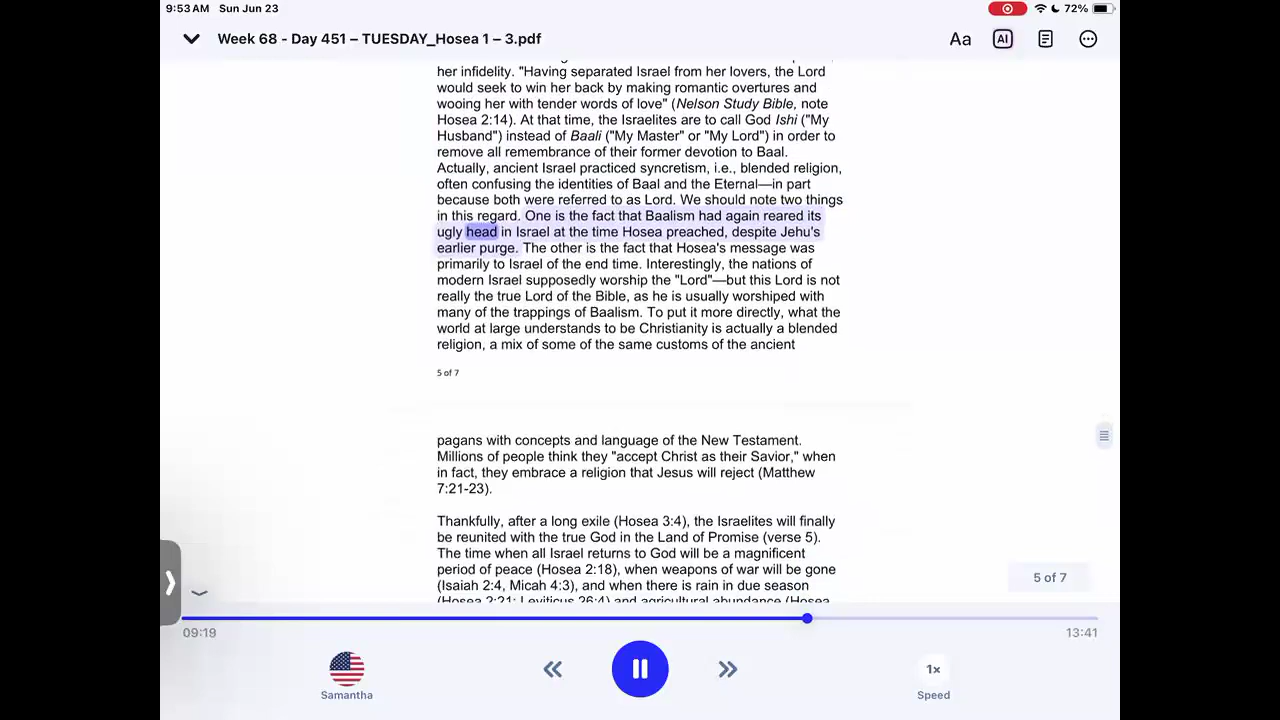 9:53 AM Sun Jun 23
72%
Week 68 - Day 451 – TUESDAY_Hosea 1 – 3.pdf
Aa
AI
her infidelity. "Having separated Israel from her lovers, the Lord
would seek to win her back by making romantic overtures and
wooing her with tender words of love" (Nelson Study Bible, note
Hosea 2:14). At that time, the Israelites are to call God Ishi ("My
Husband") instead of Baali ("My Master" or "My Lord") in order to
remove all remembrance of their former devotion to Baal.
Actually, ancient Israel practiced syncretism, i.e., blended religion,
often confusing the identities of Baal and the Eternal—in part
because both were referred to as Lord. We should note two things
in this regard. One is the fact that Baalism had again reared its
ugly head in Israel at the time Hosea preached, despite Jehu's
earlier purge. The other is the fact that Hosea's message was
primarily to Israel of the end time. Interestingly, the nations of
modern Israel supposedly worship the "Lord"—but this Lord is not
really the true Lord of the Bible, as he is usually worshiped with
many of the trappings of Baalism. To put it more directly, what the
world at large understands to be Christianity is actually a blended
religion, a mix of some of the same customs of the ancient
5 of 7
pagans with concepts and language of the New Testament.
Millions of people think they "accept Christ as their Savior," when
in fact, they embrace a religion that Jesus will reject (Matthew
7:21-23).
Thankfully, after a long exile (Hosea 3:4), the Israelites will finally
be reunited with the true God in the Land of Promise (verse 5).
The time when all Israel returns to God will be a magnificent
period of peace (Hosea 2:18), when weapons of war will be gone
(Isaiah 2:4, Micah 4:3), and when there is rain in due season
(Hosea 2:21; Leviticus 26:4) and agricultural abundance (Hosea
5 of 7
09:19
13:41
1×
Samantha
Speed